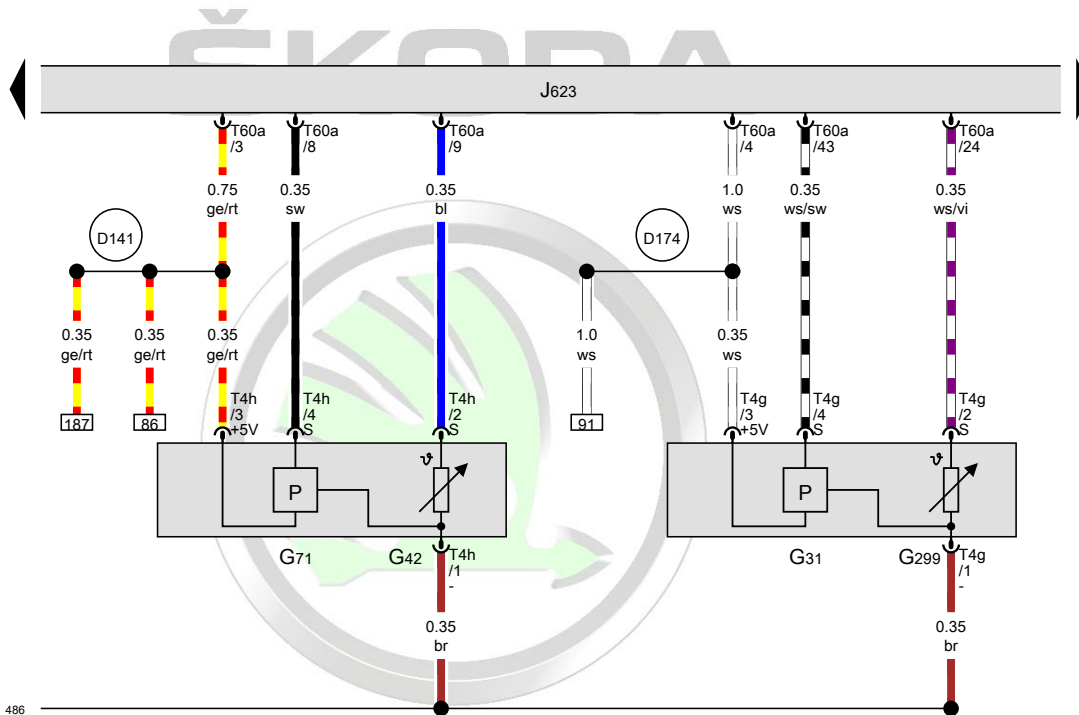 ŠKODA
J623
T60a
/3
T60a
/8
T60a
/9
T60a
/4
T60a
/43
T60a
/24
0.75
ge/rt
0.35
sw
0.35
bl
1.0
ws
0.35
ws/sw
0.35
ws/vi
D141
D174
0.35
ge/rt
0.35
ge/rt
0.35
ge/rt
1.0
ws
0.35
ws
187
86
T4h
/3
+5V
T4h
/4
S
T4h
/2
S
91
T4g
/3
+5V
T4g
/4
S
T4g
/2
S
P
ϑ
P
ϑ
G71
G42
T4h
/1
-
G31
G299
T4g
/1
-
0.35
br
0.35
br
486